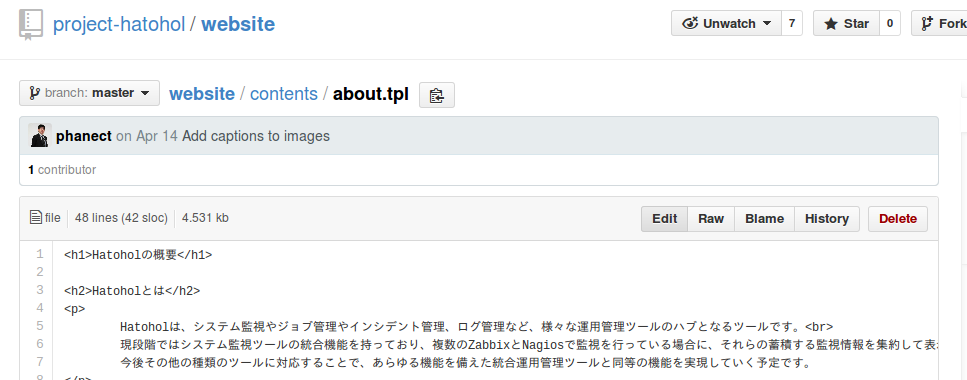 project-hatohol / website
Unwatch 7 Star 0 Fork
branch: master website / contents / about.tpl
phanect on Apr 14 Add captions to images
1 contributor
file 48 lines (42 sloc) 4.531 kb Edit Raw Blame History Delete
1 <h1>Hatoholの概要</h1>
2
3 <h2>Hatoholとは</h2>
4 <p>
5 Hatoholは、システム監視やジョブ管理やインシデント管理、ログ管理など、様々な運用管理ツールのハブとなるツールです。<br>
6 現段階ではシステム監視ツールの統合機能を持っており、複数のZabbixとNagiosで監視を行っている場合に、それらの蓄積する監視情報を集約して表
7 今後その他の種類のツールに対応することで、あらゆる機能を備えた統合運用管理ツールと同等の機能を実現していく予定です。
8 </p>